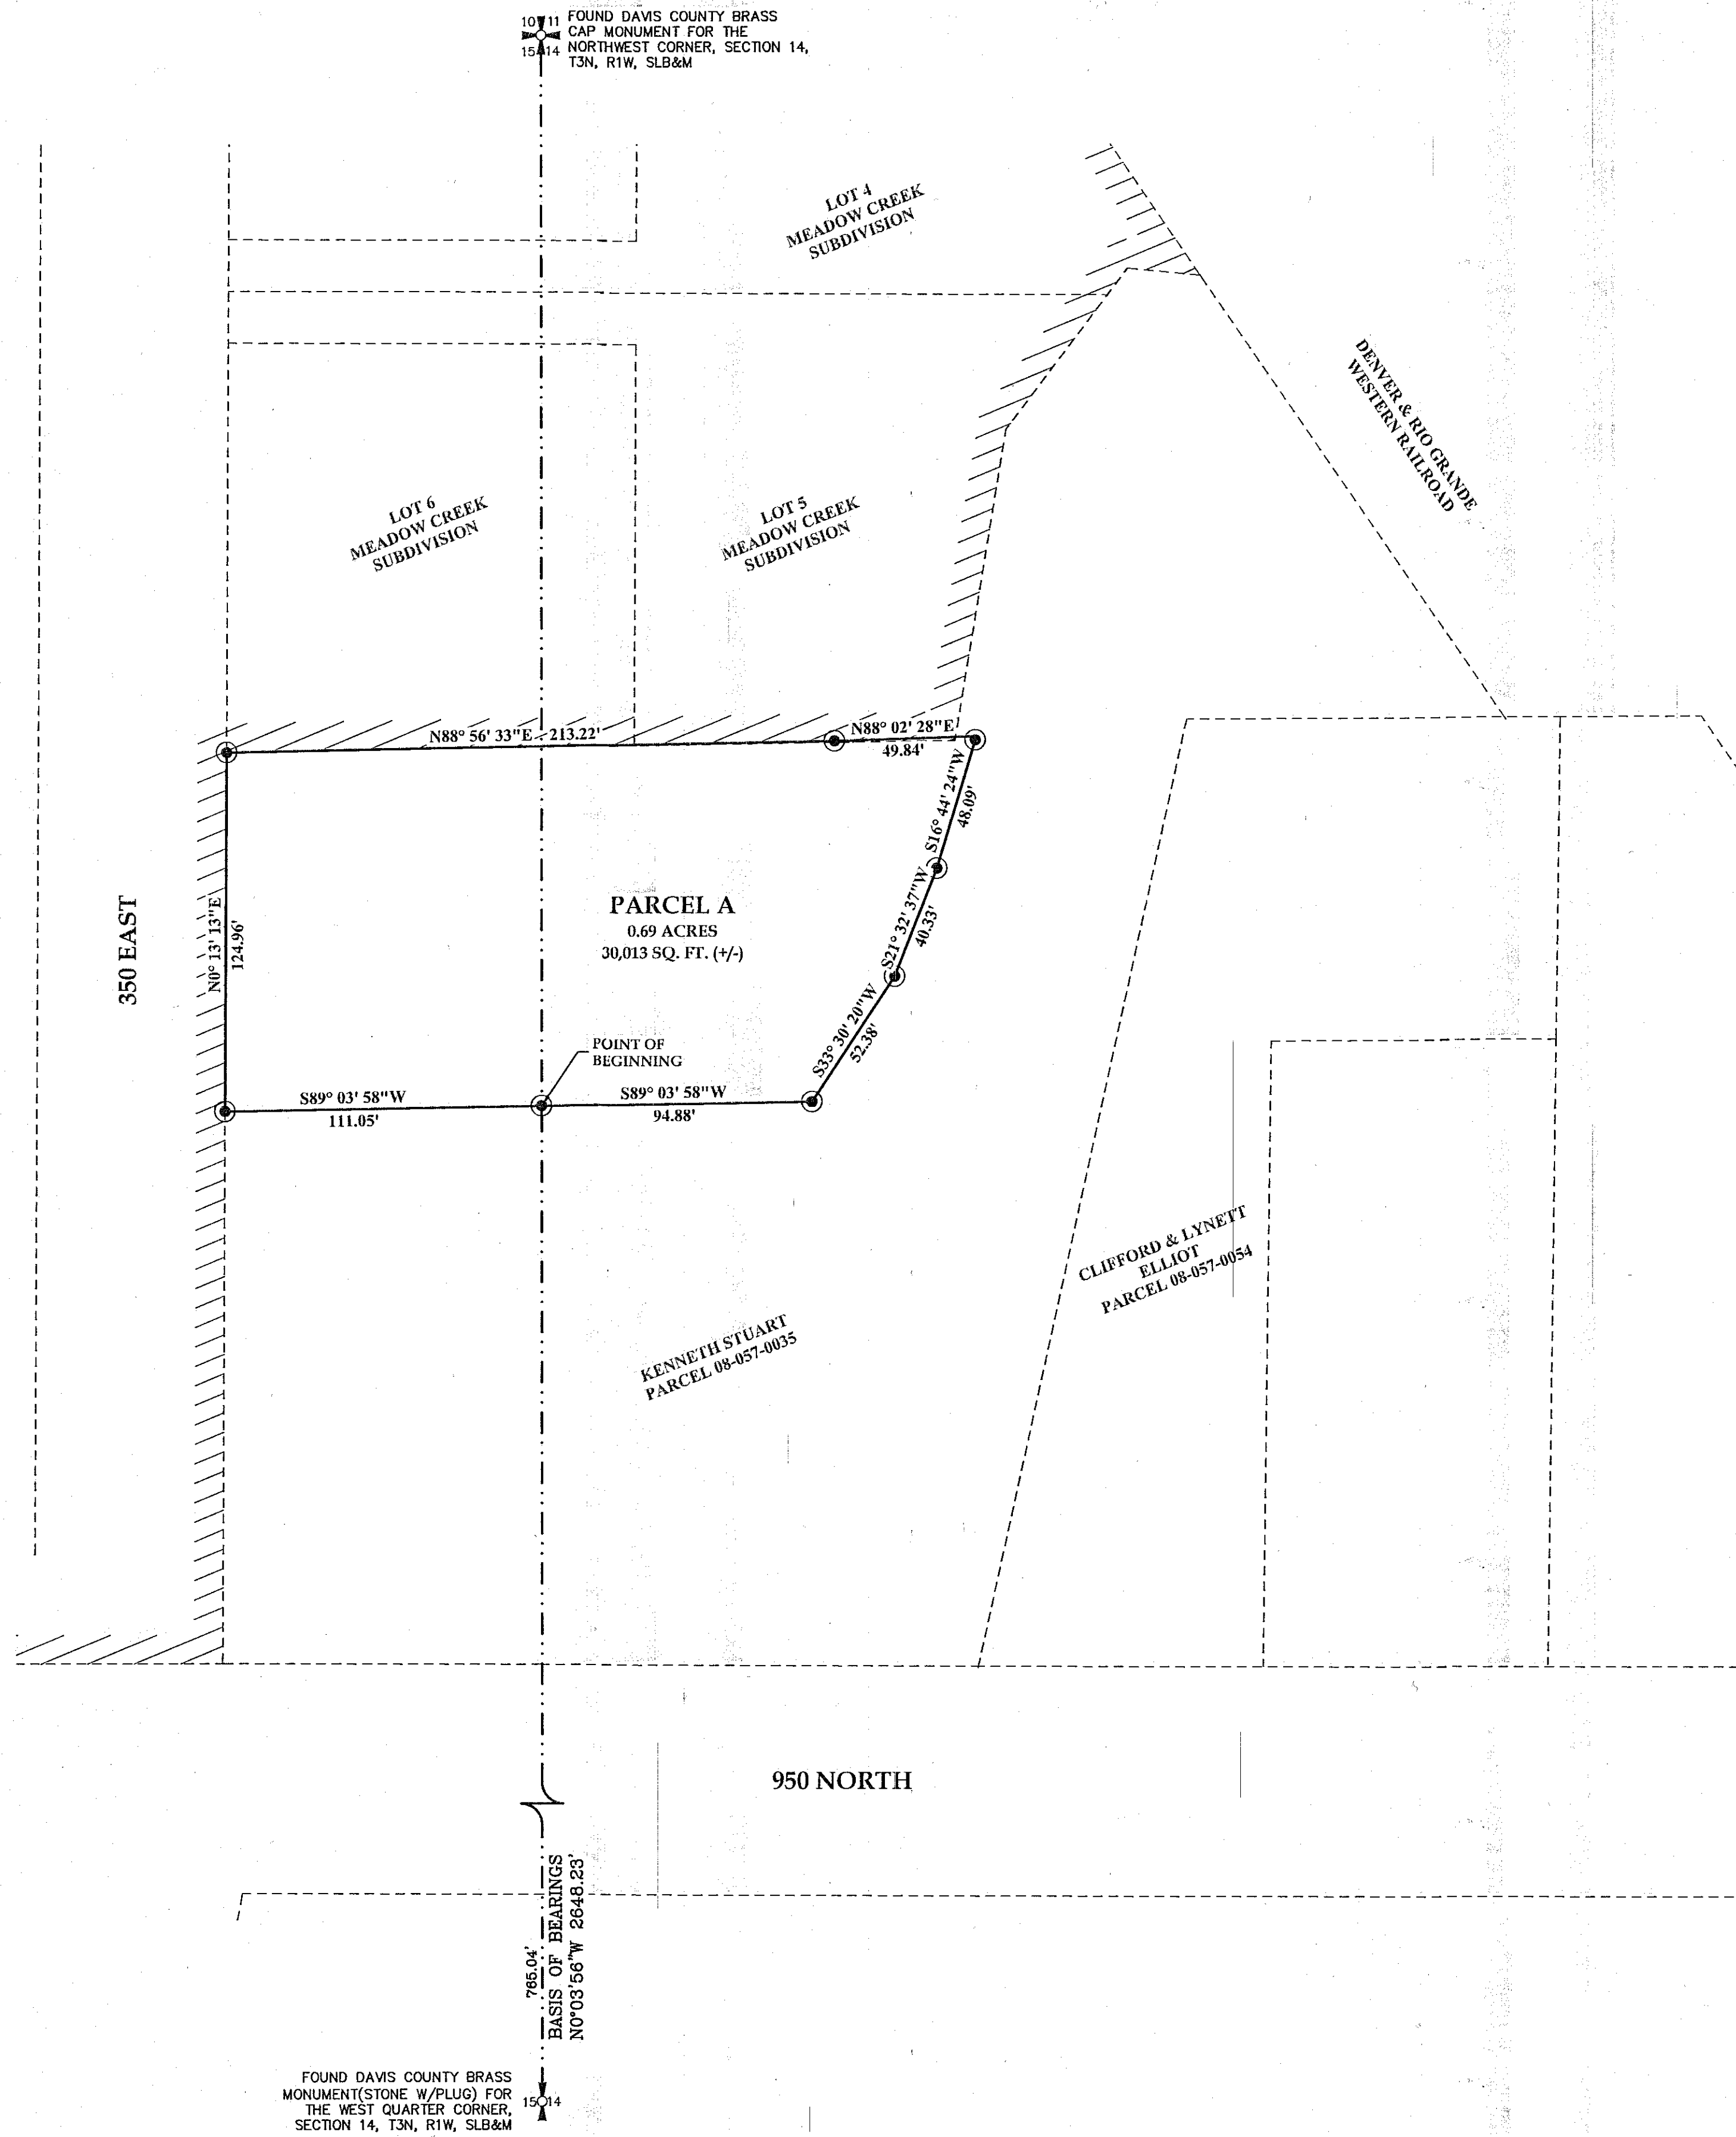 10 11
15 14
FOUND DAVIS COUNTY BRASS
CAP MONUMENT FOR THE
NORTHWEST CORNER, SECTION 14,
T3N, R1W, SLB&M
LOT 4
MEADOW CREEK
SUBDIVISION
DENVER & RIO GRANDE
WESTERN RAILROAD
LOT 6
MEADOW CREEK
SUBDIVISION
LOT 5
MEADOW CREEK
SUBDIVISION
N88° 56' 33"E 213.22'
N88° 02' 28"E
49.84'
S16° 44' 24"W
48.09'
S21° 32' 37"W
40.33'
S33° 30' 20"W
52.38'
350 EAST
N0° 13' 13"E
124.96'
PARCEL A
0.69 ACRES
30,013 SQ. FT. (+/-)
POINT OF
BEGINNING
S89° 03' 58"W
111.05'
S89° 03' 58"W
94.88'
CLIFFORD & LYNETT
ELLIOT
PARCEL 08-057-0054
KENNETH STUART
PARCEL 08-057-0035
950 NORTH
765.04'
BASIS OF BEARINGS
N0°03'56"W 2648.23'
FOUND DAVIS COUNTY BRASS
MONUMENT(STONE W/PLUG) FOR
THE WEST QUARTER CORNER,
SECTION 14, T3N, R1W, SLB&M
15 14